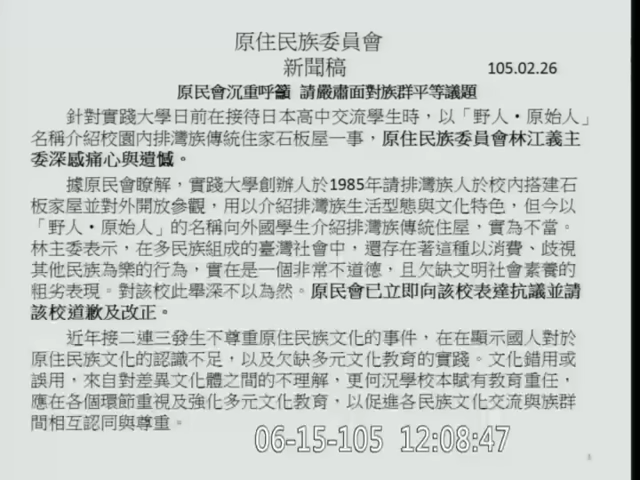 原住民族委員會
新聞稿
105.02.26
原民會沉重呼籲 請嚴肅面對族群平等議題
針對實踐大學日前在接待日本高中交流學生時，以「野人‧原始人」
名稱介紹校園內排灣族傳統住家石板屋一事，原住民族委員會林江義主
委深感痛心與遺憾。
據原民會瞭解，實踐大學創辦人於1985年請排灣族人於校內搭建石
板家屋並對外開放參觀，用以介紹排灣族生活型態與文化特色，但今以
「野人‧原始人」的名稱向外國學生介紹排灣族傳統住屋，實為不當。
林主委表示，在多民族組成的臺灣社會中，還存在著這種以消費、歧視
其他民族為樂的行為，實在是一個非常不道德，且欠缺文明社會素養的
粗劣表現。對該校此舉深不以為然。原民會已立即向該校表達抗議並請
該校道歉及改正。
近年接二連三發生不尊重原住民族文化的事件，在在顯示國人對於
原住民族文化的認識不足，以及欠缺多元文化教育的實踐。文化錯用或
誤用，來自對差異文化體之間的不理解，更何況學校本賦有教育重任，
應在各個環節重視及強化多元文化教育，以促進各民族文化交流與族群
間相互認同與尊重。
06-15-105 12:08:47